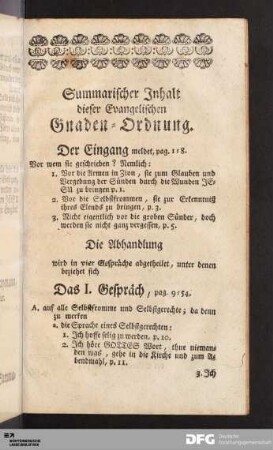 Summarischer Inhalt
dieser Evangelischen
Gnaden-Ordnung.
Der Eingang meldet, pag. 1:8.
Vor wem sie geschrieben? Nemlich:
1. Vor die Armen in Zion, sie zum Glauben und
Vergebung der Sünden durch die Wunden JE-
SU zu bringen p. 1.
2. Vor die Selbstfrommen, sie zur Erkenntniß
ihres Elends zu bringen, p. 3.
3. Nicht eigentlich vor die groben Sünder, doch
werden sie nicht ganz vergessen, p. 5.
Die Abhandlung
wird in vier Gespräche abgetheilet, unter denen
beziehet sich
Das I. Gespräch, pag. 9:54.
A. auf alle Selbstfromme und Selbstgerechte; da denn
zu merken
a. die Sprache eines Selbstgerechten:
1. Ich hoffe selig zu werden. p. 10.
2. Ich höre GOTTES Wort, thue nieman-
den was, gehe in die Kirche und zum A-
bendmahl, p. 11.
3. Ich
DFG